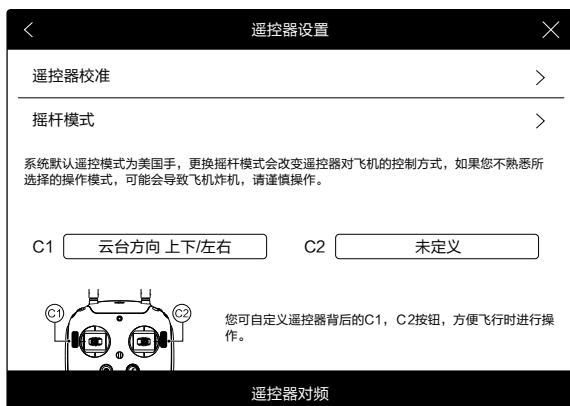 遥控器设置
遥控器校准
摇杆模式
系统默认遥控模式为美国手，更换摇杆模式会改变遥控器对飞机的控制方式，如果您不熟悉所
选择的操作模式，可能会导致飞机炸机，请谨慎操作。
C1 云台方向 上下/左右 C2 未定义
C1 C2
您可自定义遥控器背后的C1，C2按钮，方便飞行时进行操
作。
遥控器对频